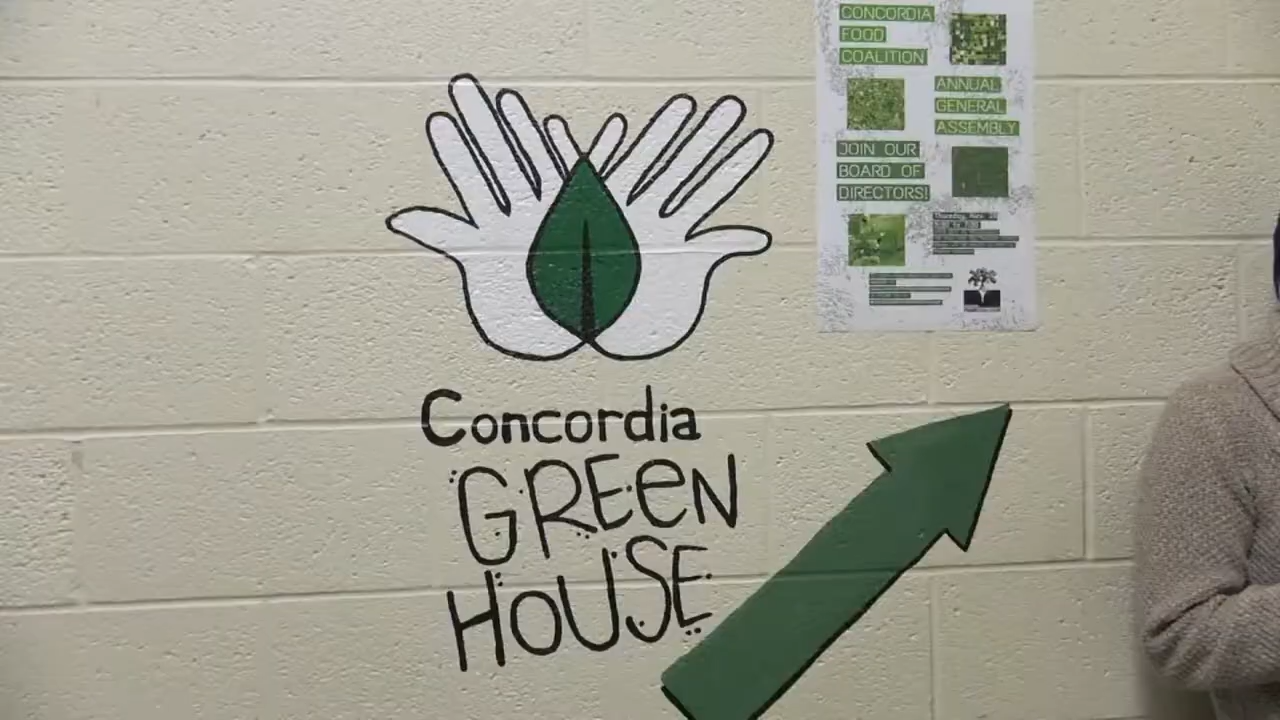 Concordia
GREEN
HOUSE
CONCORDIA
FOOD
COALITION
ANNUAL
GENERAL
ASSEMBLY
JOIN OUR
BOARD OF
DIRECTORS!